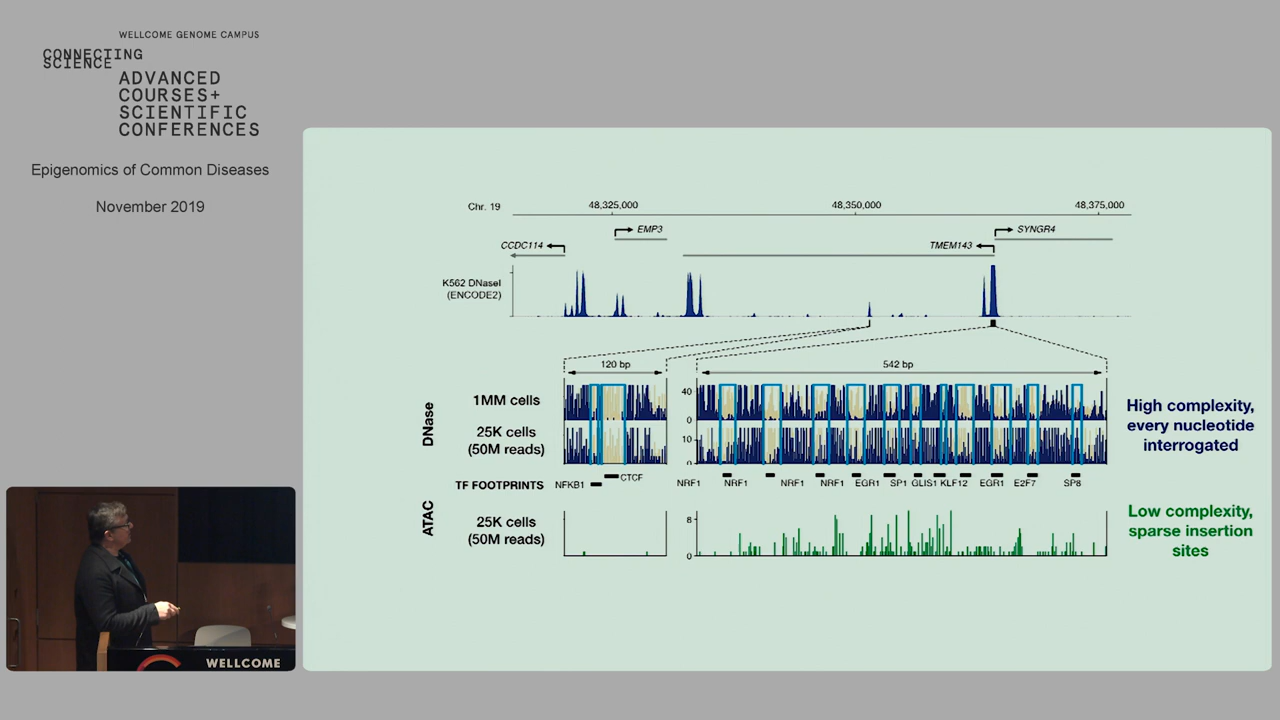 WELLCOME GENOME CAMPUS
CONNECTING
SCIENCE
ADVANCED
COURSES+
SCIENTIFIC
CONFERENCES
Epigenomics of Common Diseases
November 2019
Chr. 19
48,325,000
48,350,000
48,375,000
EMP3
SYNGR4
CCDC114
TMEM143
K562 DNaseI
(ENCODE2)
120 bp
542 bp
DNase
1MM cells
40
0
25K cells
(50M reads)
10
0
High complexity,
every nucleotide
interrogated
TF FOOTPRINTS
NFKB1
CTCF
NRF1
NRF1
NRF1
NRF1
EGR1
SP1
GLIS1
KLF12
EGR1
E2F7
SP8
ATAC
25K cells
(50M reads)
8
0
Low complexity,
sparse insertion
sites
WELLCOME